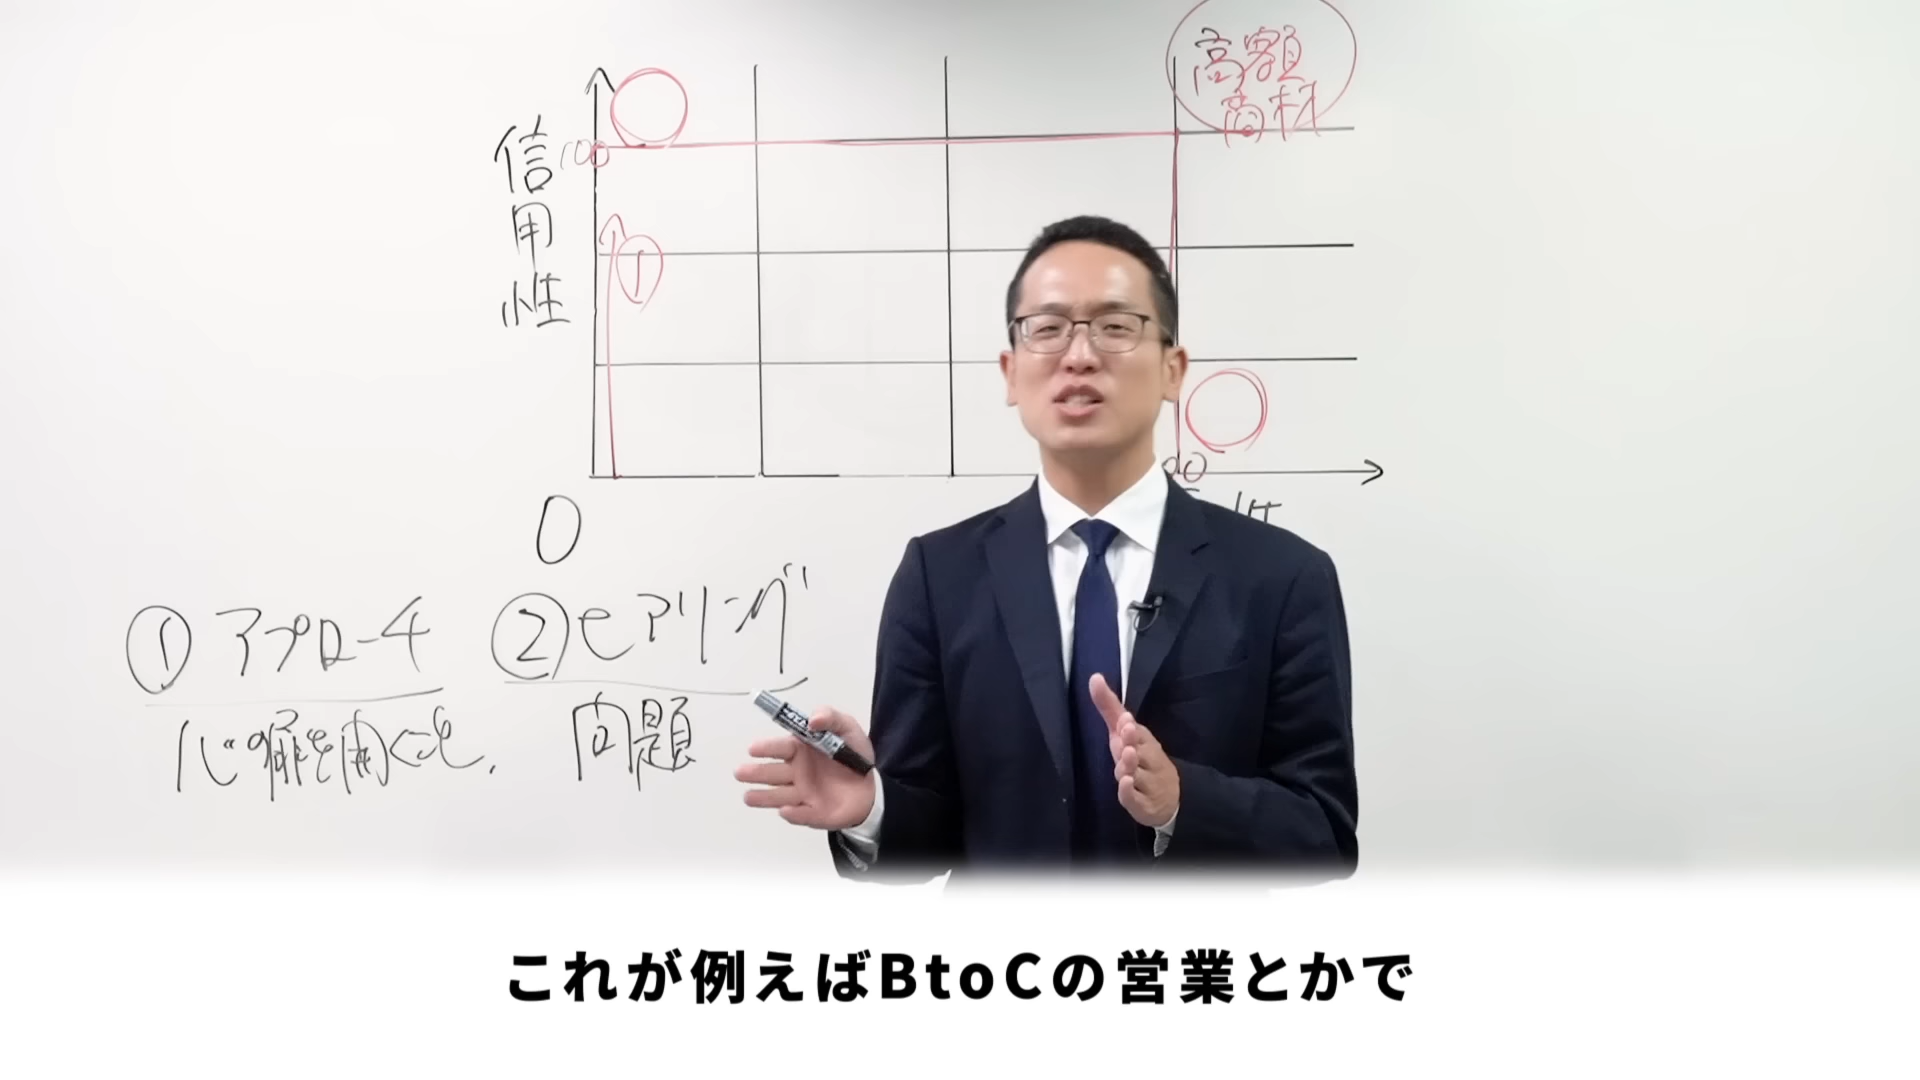 高額
商材
信用性
100
①
0
① アプローチ ② ヒアリング
心の扉を開くこと、 問題
これが例えばBtoCの営業とかで